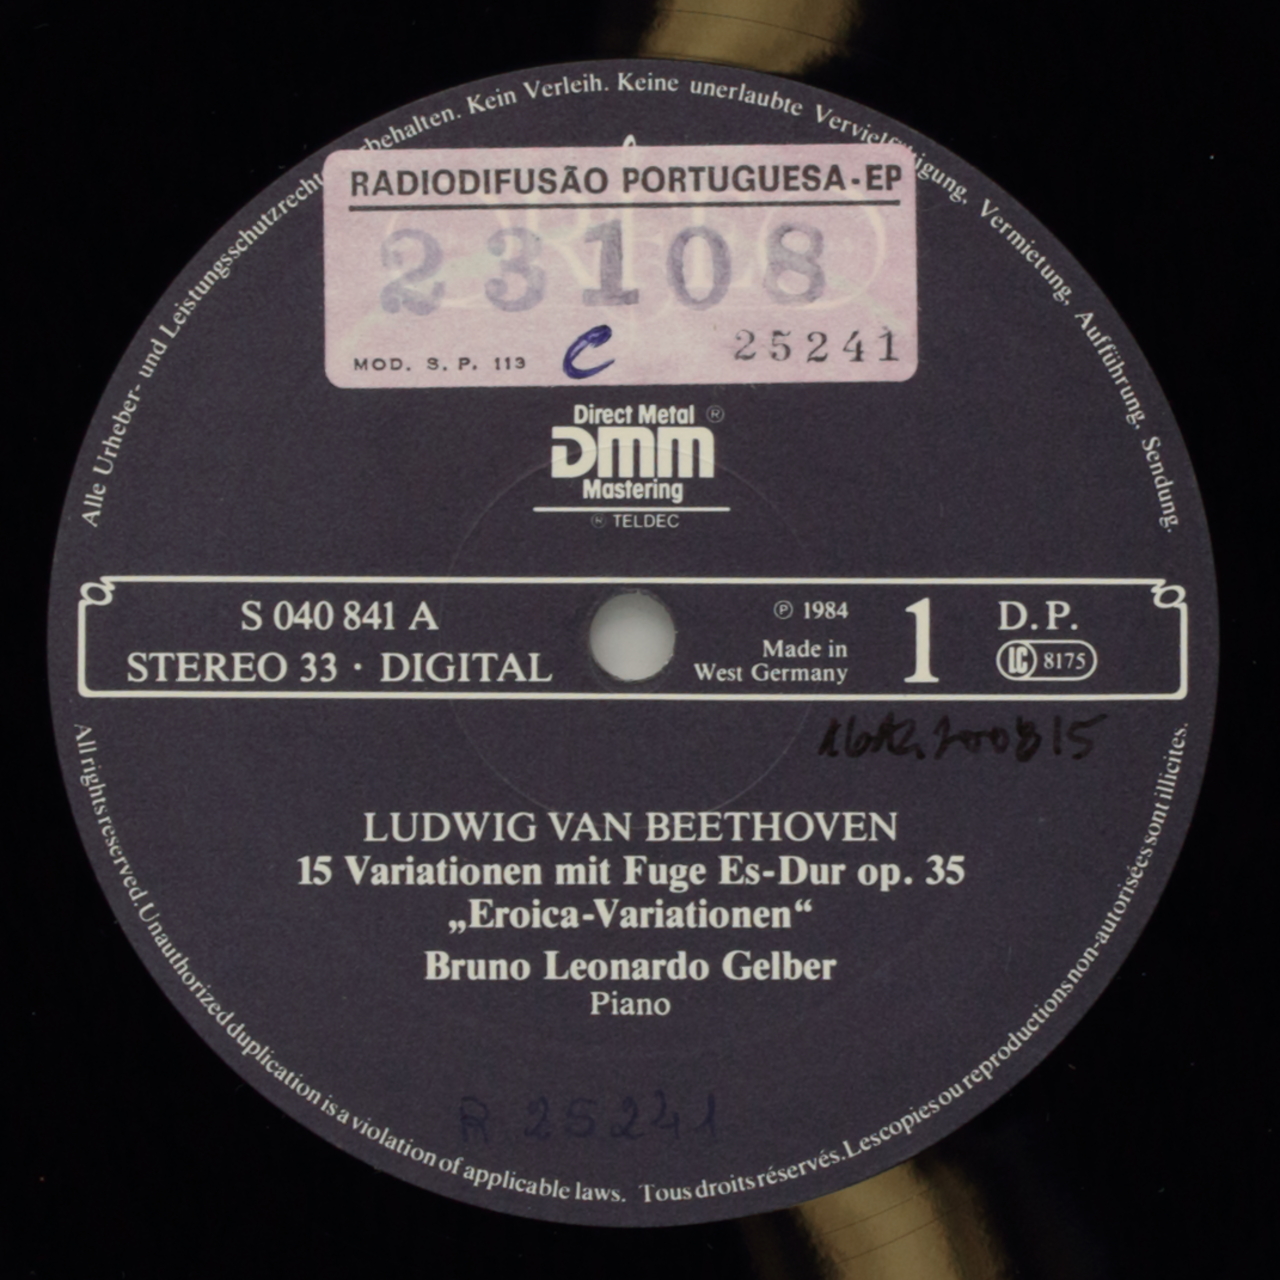 Alle Urheber- und Leistungsschutzrecht behalten. Kein Verleih. Keine unerlaubte Vervielfältigung, Vermietung, Aufführung, Sendung.
RADIODIFUSÃO PORTUGUESA-EP
23108
MOD. S. P. 113 C 25241
Direct Metal ®
DMM
Mastering
® TELDEC
S 040 841 A
STEREO 33 · DIGITAL
℗ 1984
Made in
West Germany
1
D.P.
LC 8175
LUDWIG VAN BEETHOVEN
15 Variationen mit Fuge Es-Dur op. 35
„Eroica-Variationen“
Bruno Leonardo Gelber
Piano
R 25241
All rights reserved. Unauthorized duplication is a violation of applicable laws. Tous droits réservés. Les copies ou reproductions non-autorisées sont illicites.